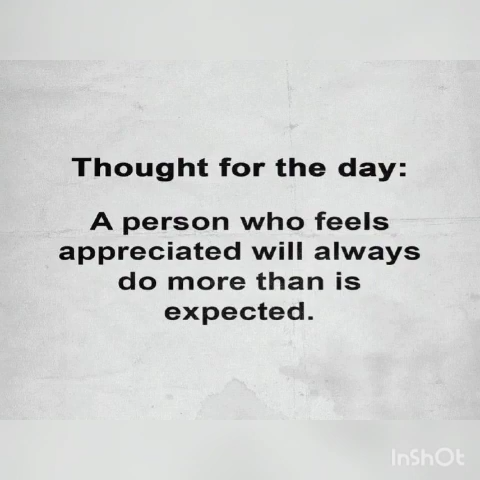 Thought for the day:
A person who feels
appreciated will always
do more than is
expected.
InShOt